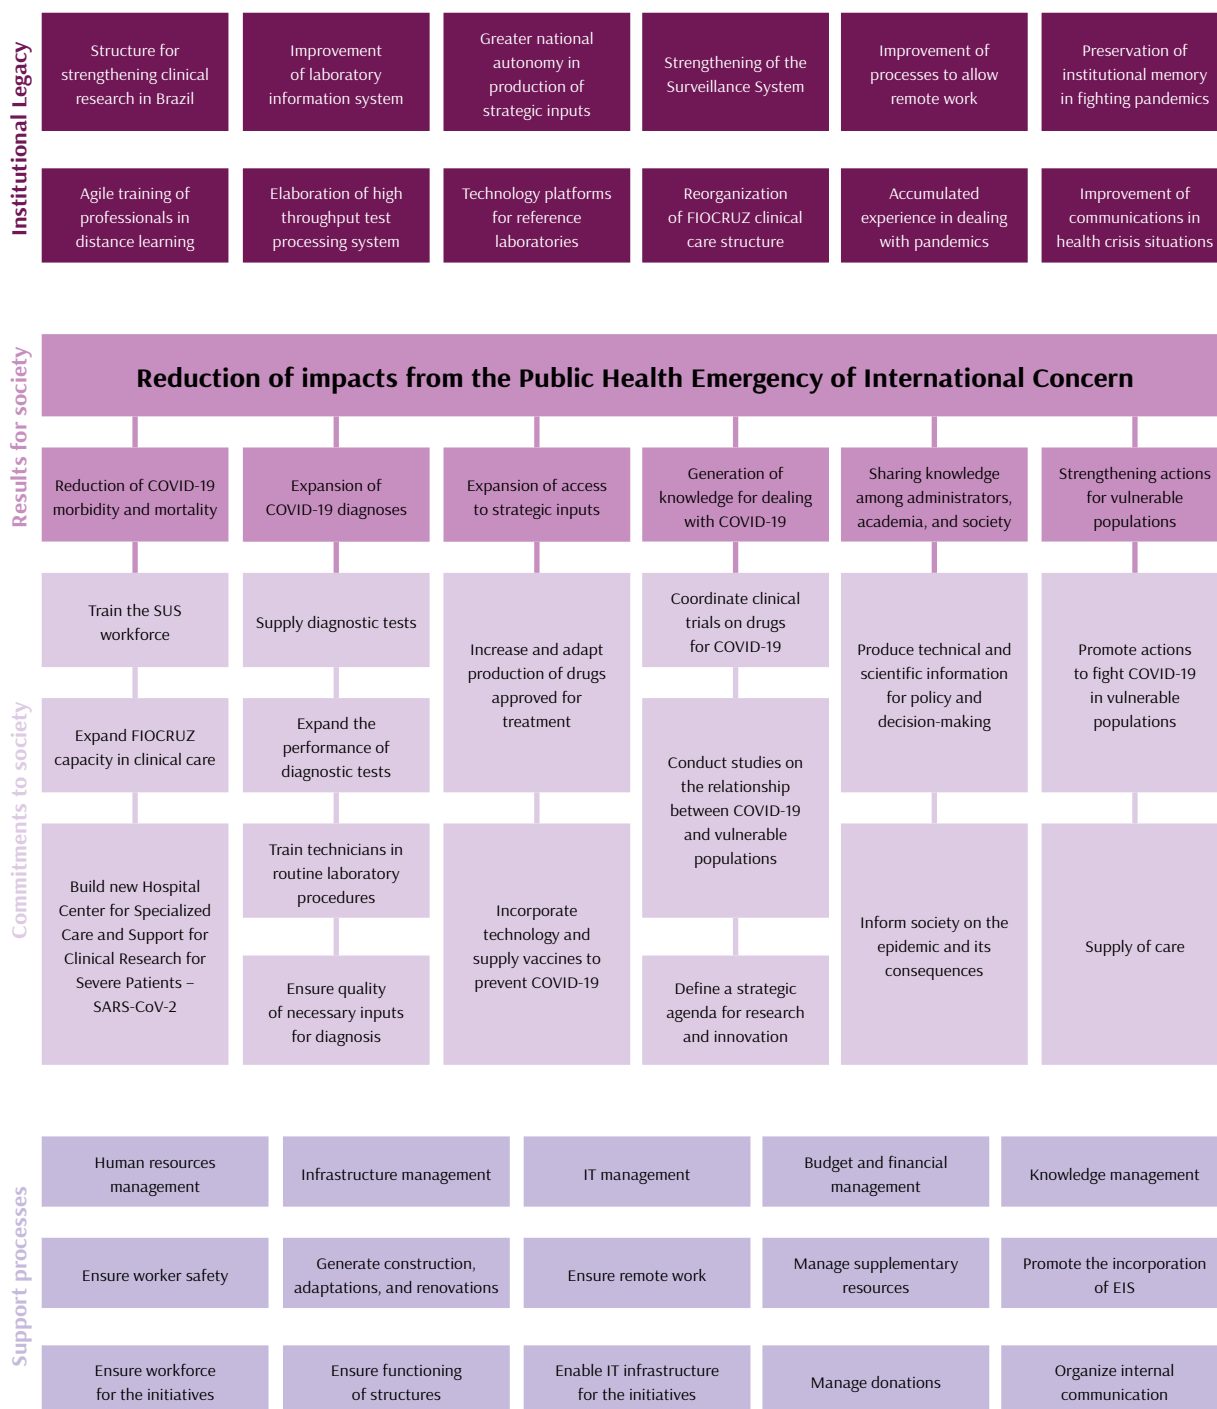 Institutional Legacy
Structure for
strengthening clinical
research in Brazil
Improvement
of laboratory
information system
Greater national
autonomy in
production of
strategic inputs
Strengthening of the
Surveillance System
Improvement of
processes to allow
remote work
Preservation of
institutional memory
in fighting pandemics
Agile training of
professionals in
distance learning
Elaboration of high
throughput test
processing system
Technology platforms
for reference
laboratories
Reorganization
of FIOCRUZ clinical
care structure
Accumulated
experience in dealing
with pandemics
Improvement of
communications in
health crisis situations
Results for society
Reduction of impacts from the Public Health Emergency of International Concern
Reduction of COVID-19
morbidity and mortality
Expansion of
COVID-19 diagnoses
Expansion of access
to strategic inputs
Generation of
knowledge for dealing
with COVID-19
Sharing knowledge
among administrators,
academia, and society
Strengthening actions
for vulnerable
populations
Commitments to society
Train the SUS
workforce
Expand FIOCRUZ
capacity in clinical care
Build new Hospital
Center for Specialized
Care and Support for
Clinical Research for
Severe Patients –
SARS-CoV-2
Supply diagnostic tests
Expand the
performance of
diagnostic tests
Train technicians in
routine laboratory
procedures
Ensure quality
of necessary inputs
for diagnosis
Increase and adapt
production of drugs
approved for
treatment
Incorporate
technology and
supply vaccines to
prevent COVID-19
Coordinate clinical
trials on drugs
for COVID-19
Conduct studies on
the relationship
between COVID-19
and vulnerable
populations
Define a strategic
agenda for research
and innovation
Produce technical and
scientific information
for policy and
decision-making
Inform society on the
epidemic and its
consequences
Promote actions
to fight COVID-19
in vulnerable
populations
Supply of care
Support processes
Human resources
management
Infrastructure management
IT management
Budget and financial
management
Knowledge management
Ensure worker safety
Generate construction,
adaptations, and renovations
Ensure remote work
Manage supplementary
resources
Promote the incorporation
of EIS
Ensure workforce
for the initiatives
Ensure functioning
of structures
Enable IT infrastructure
for the initiatives
Manage donations
Organize internal
communication